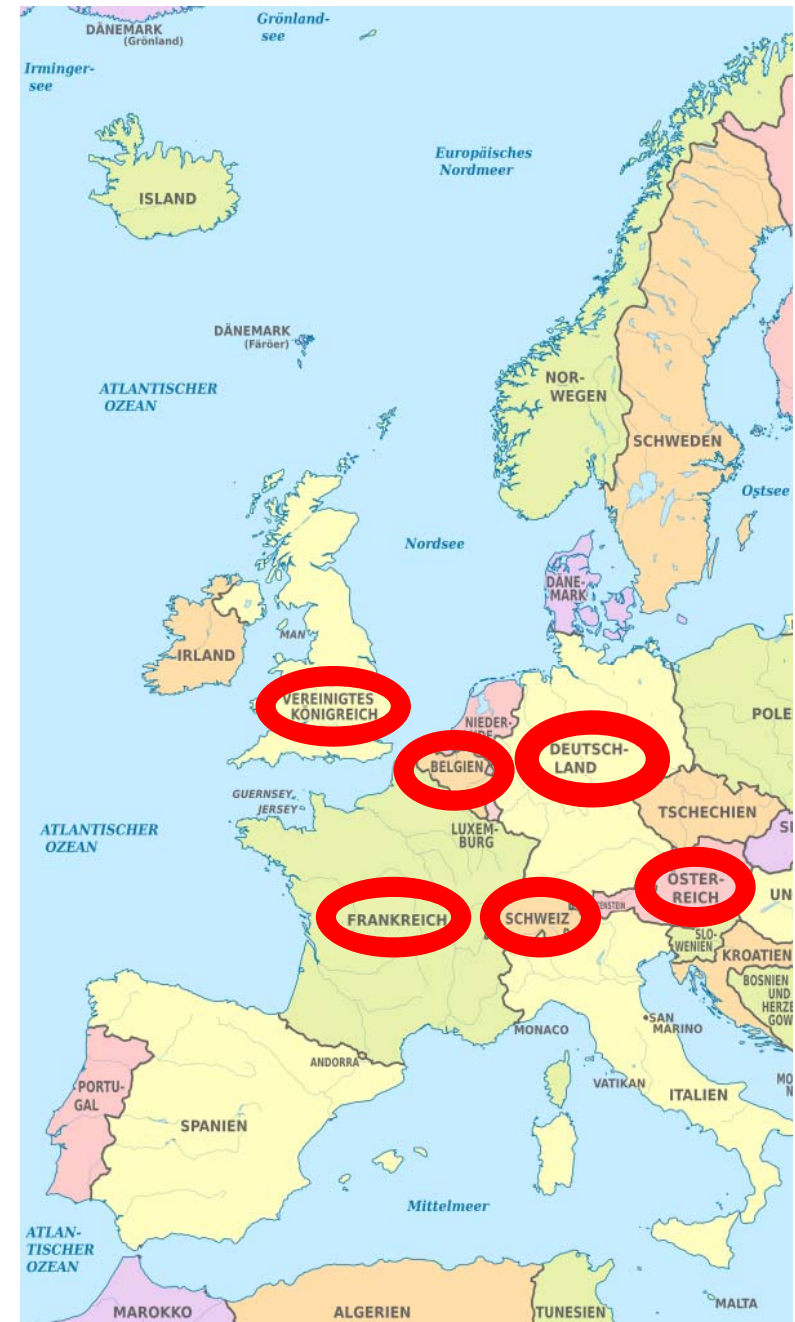 DÄNEMARK
(Grönland)
Grönland-
see
Irminger-
see
Europäisches
Nordmeer
ISLAND
DÄNEMARK
(Färöer)
ATLANTISCHER
OZEAN
NOR-
WEGEN
SCHWEDEN
Ostsee
Nordsee
DÄNE-
MARK
MAN
IRLAND
VEREINIGTES
KÖNIGREICH
NIEDER-
POLE
DEUTSCH-
LAND
BELGIEN
GUERNSEY
JERSEY
TSCHECHIEN
LUXEM-
BURG
ATLANTISCHER
OZEAN
ÖSTER-
REICH
UN
FRANKREICH
SCHWEIZ
SLO-
WENIEN
KROATIEN
BOSNIEN
UND
HERZE
GOW
SAN
MARINO
MONACO
ANDORRA
VATIKAN
ITALIEN
PORTU-
GAL
SPANIEN
Mittelmeer
ATLAN-
TISCHER
OZEAN
MALTA
MAROKKO
ALGERIEN
TUNESIEN